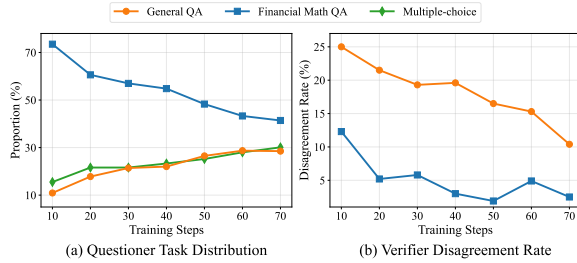 General QA Financial Math QA Multiple-choice
Proportion (%)
70
50
30
10
10 20 30 40 50 60 70
Training Steps
(a) Questioner Task Distribution
Disagreement Rate (%)
25
20
15
10
5
10 20 30 40 50 60 70
Training Steps
(b) Verifier Disagreement Rate